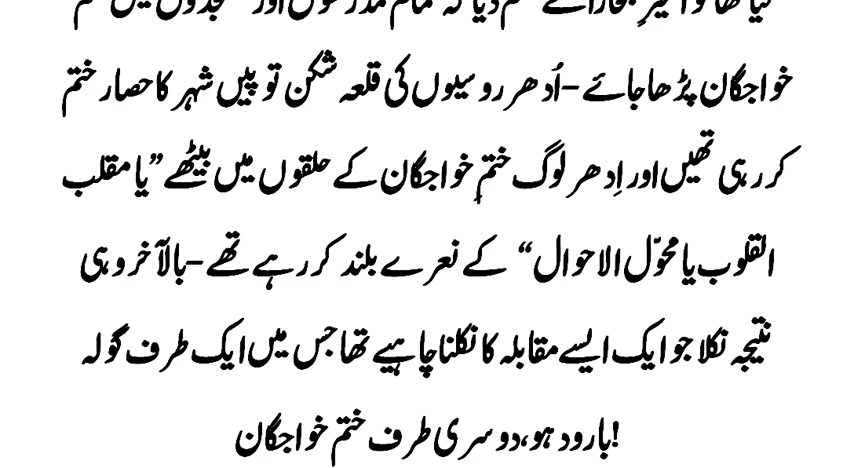 خواجگان پڑھا جائے -اُدھر روسیوں کی قلعہ شکن توپیں شہر کا حصار ختم
کر رہی تھیں اور اِدھر لوگ ختمِ خواجگان کے حلقوں میں بیٹھے ”یا مقلب
القلوب یا محوّل الاحوال“ کے نعرے بلند کر رہے تھے -بالآخر وہی
نتیجہ نکلا جو ایک ایسے مقابلہ کا نکلنا چاہیے تھا جس میں ایک طرف گولہ
!بارود ہو،دوسری طرف ختم خواجگان